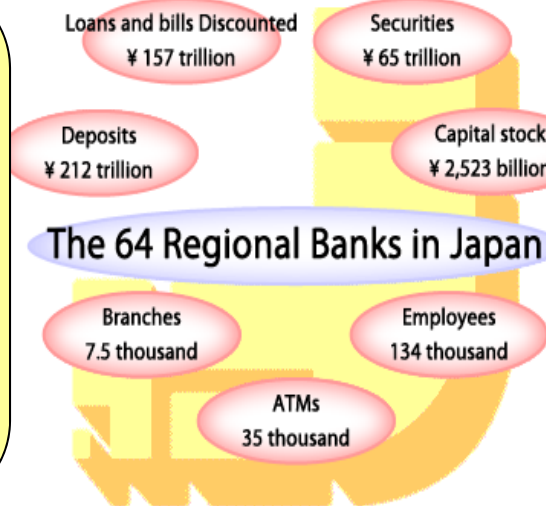 Loans and bills Discounted
¥ 157 trillion
Securities
¥ 65 trillion
Deposits
¥ 212 trillion
Capital stock
¥ 2,523 billion
The 64 Regional Banks in Japan
Branches
7.5 thousand
Employees
134 thousand
ATMs
35 thousand